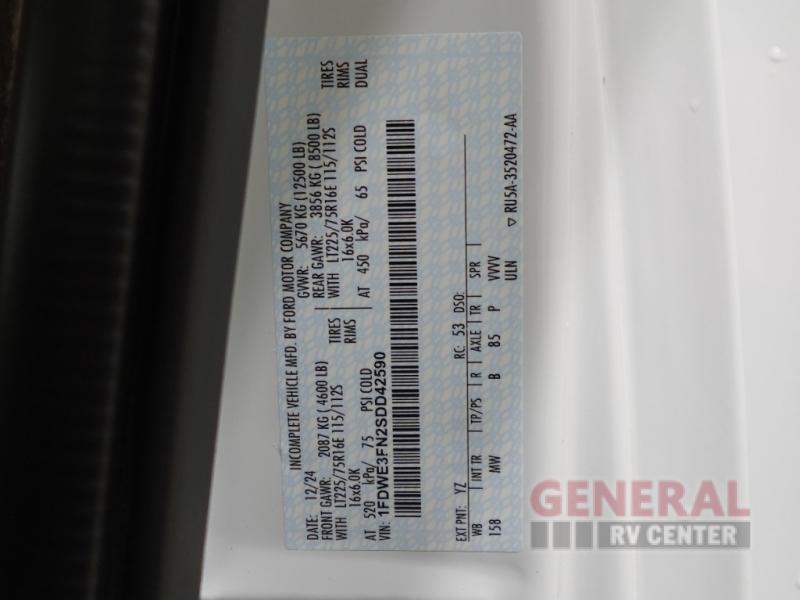 INCOMPLETE VEHICLE MFD. BY FORD MOTOR COMPANY
DATE: 12/24 GVWR: 5670 KG (12500 LB)
FRONT GAWR: 2087 KG (4600 LB) REAR GAWR: 3856 KG (8500 LB)
WITH LT225/75R16E 115/112S TIRES WITH LT225/75R16E 115/112S TIRES
16x6.0K RIMS 16x6.0K RIMS
AT 520 kPa/ 75 PSI COLD AT 450 kPa/ 65 PSI COLD DUAL
VIN: 1FDWE3FN2SDD42590
EXT PNT: YZ RC: 53 DSO:
WB INT TR TP/PS R AXLE TR SPR
158 MW B 85 P VVVV
ULN
▽ RU5A-3520472-AA
GENERAL
RV CENTER